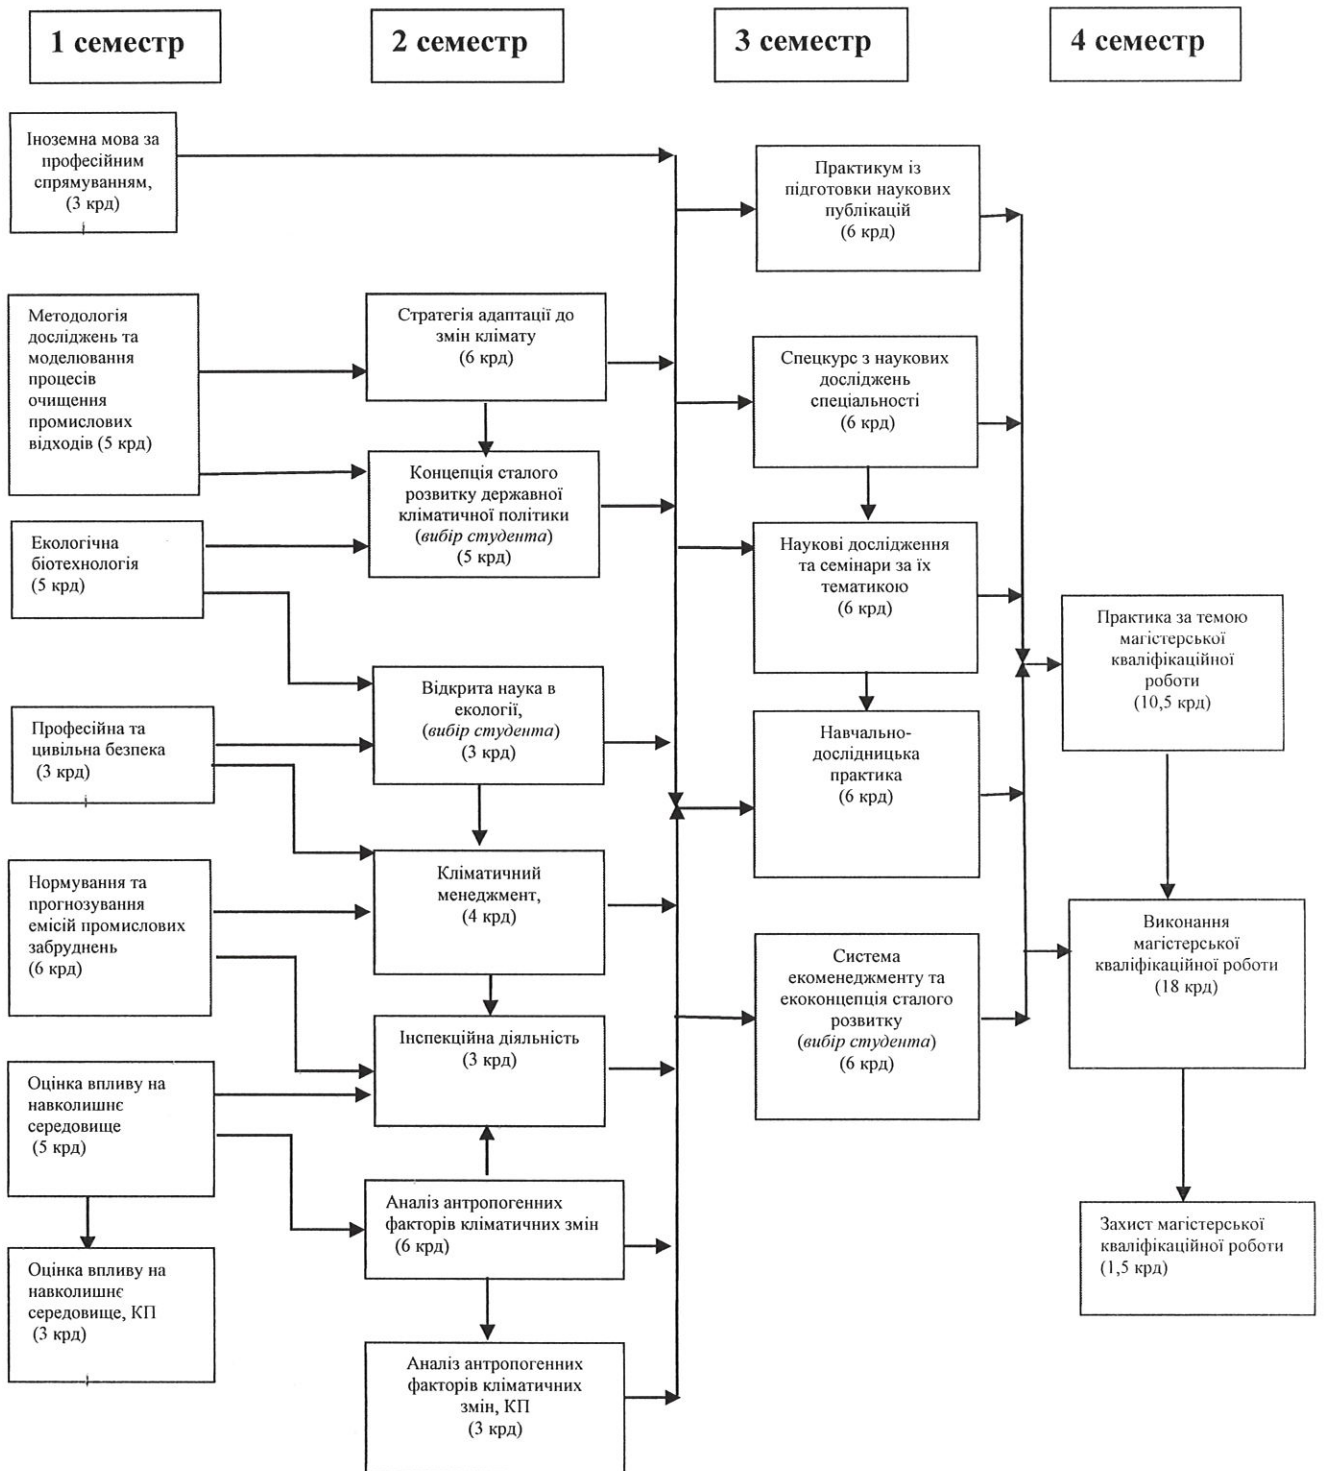 1 семестр
2 семестр
3 семестр
4 семестр
Іноземна мова за
професійним
спрямуванням,
(3 крд)
Методологія
досліджень та
моделювання
процесів
очищення
промислових
відходів (5 крд)
Екологічна
біотехнологія
(5 крд)
Професійна та
цивільна безпека
(3 крд)
Нормування та
прогнозування
емісій промислових
забруднень
(6 крд)
Оцінка впливу на
навколишнє
середовище
(5 крд)
Оцінка впливу на
навколишнє
середовище, КП
(3 крд)
Стратегія адаптації до
змін клімату
(6 крд)
Концепція сталого
розвитку державної
кліматичної політики
(вибір студента)
(5 крд)
Відкрита наука в
екології,
(вибір студента)
(3 крд)
Кліматичний
менеджмент,
(4 крд)
Інспекційна діяльність
(3 крд)
Аналіз антропогенних
факторів кліматичних змін
(6 крд)
Аналіз антропогенних
факторів кліматичних
змін, КП
(3 крд)
Практикум із
підготовки наукових
публікацій
(6 крд)
Спецкурс з наукових
досліджень
спеціальності
(6 крд)
Наукові дослідження
та семінари за їх
тематикою
(6 крд)
Навчально-
дослідницька
практика
(6 крд)
Система
екоменеджменту та
екоконцепція сталого
розвитку
(вибір студента)
(6 крд)
Практика за темою
магістерської
кваліфікаційної
роботи
(10,5 крд)
Виконання
магістерської
кваліфікаційної роботи
(18 крд)
Захист магістерської
кваліфікаційної роботи
(1,5 крд)